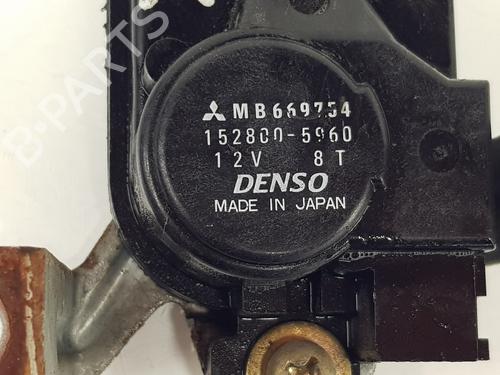 MB669754
152800-5960
12V 8T
DENSO
MADE IN JAPAN
B-PARTS